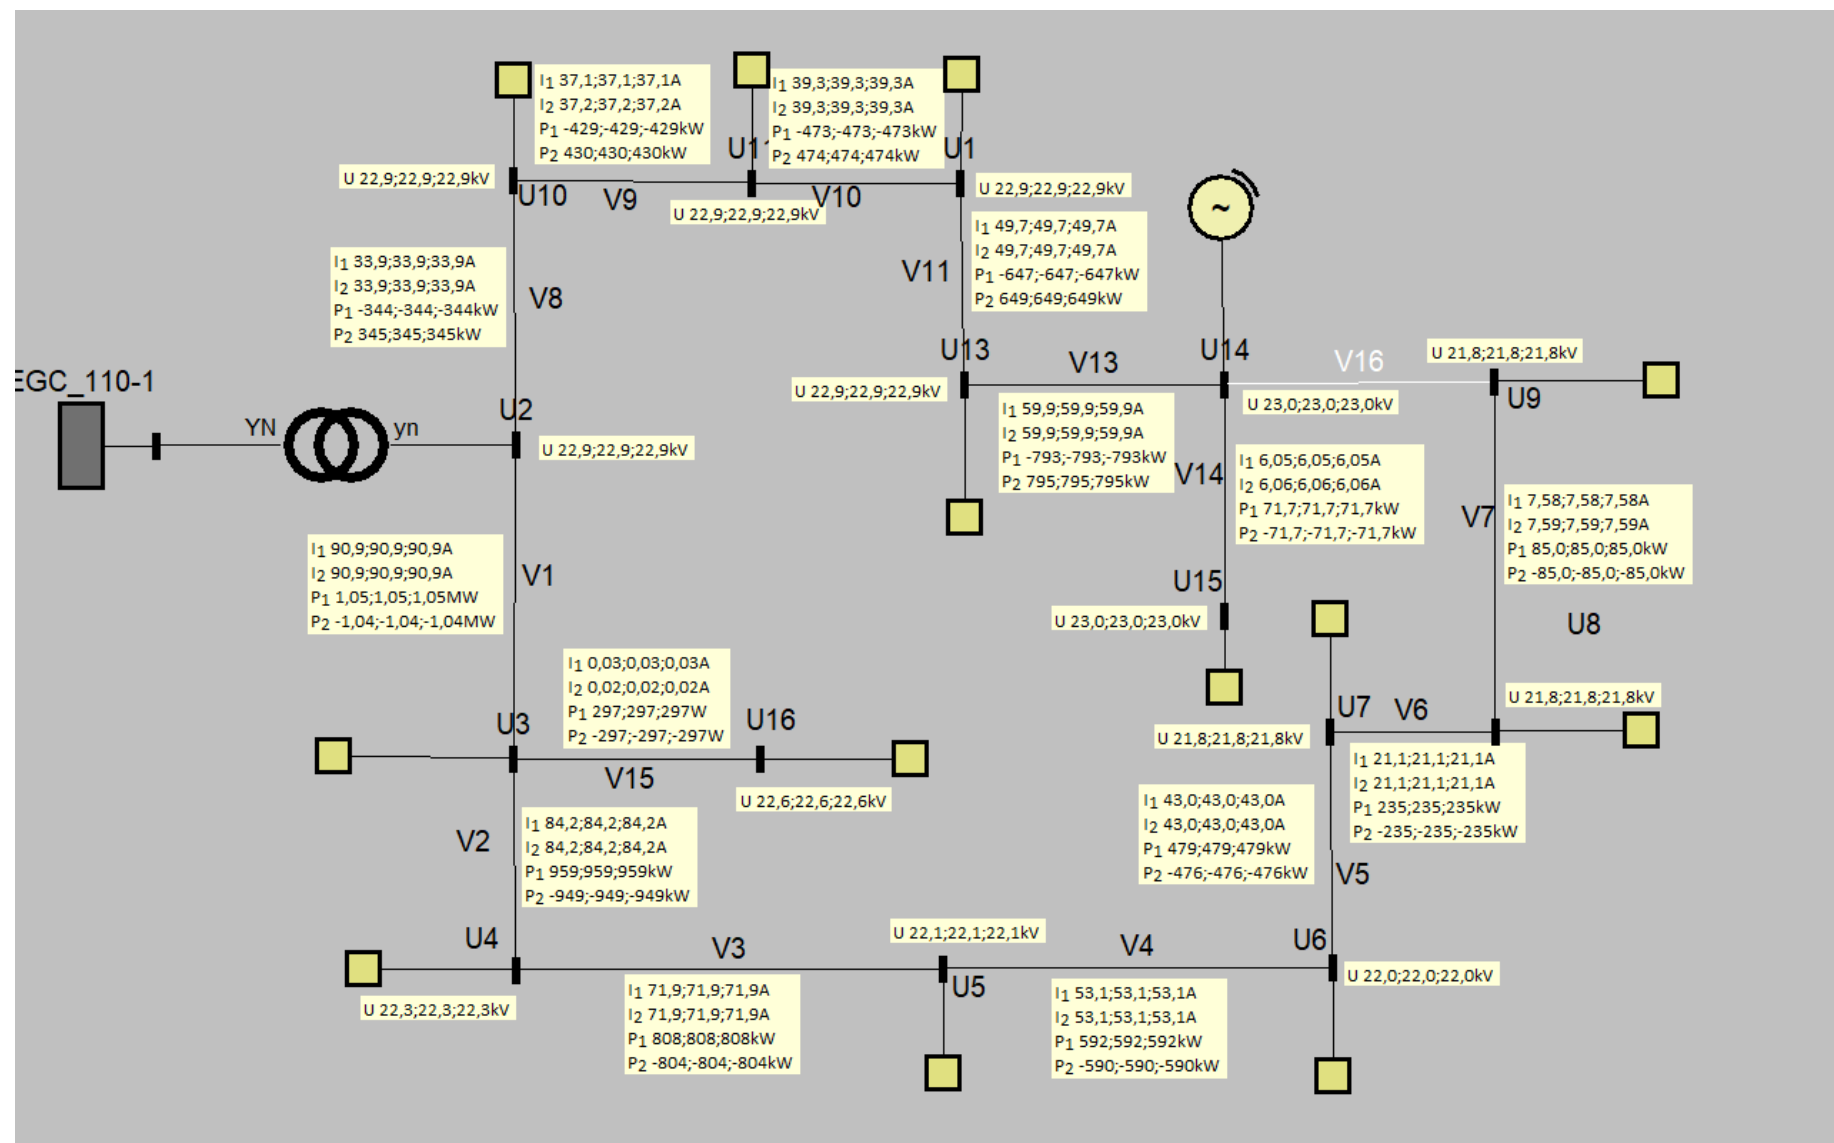 I1 37,1;37,1;37,1A
I2 37,2;37,2;37,2A
P1 -429;-429;-429kW
P2 430;430;430kW
I1 39,3;39,3;39,3A
I2 39,3;39,3;39,3A
P1 -473;-473;-473kW
P2 474;474;474kW
U11
U1
U 22,9;22,9;22,9kV
U10
V9
U 22,9;22,9;22,9kV
V10
U 22,9;22,9;22,9kV
~
I1 49,7;49,7;49,7A
I2 49,7;49,7;49,7A
P1 -647;-647;-647kW
P2 649;649;649kW
V11
I1 33,9;33,9;33,9A
I2 33,9;33,9;33,9A
P1 -344;-344;-344kW
P2 345;345;345kW
V8
U13
V13
U14
V16
U 21,8;21,8;21,8kV
U9
EGC_110-1
U 22,9;22,9;22,9kV
U 23,0;23,0;23,0kV
YN
yn
U2
U 22,9;22,9;22,9kV
I1 59,9;59,9;59,9A
I2 59,9;59,9;59,9A
P1 -793;-793;-793kW
P2 795;795;795kW
V14
I1 6,05;6,05;6,05A
I2 6,06;6,06;6,06A
P1 71,7;71,7;71,7kW
P2 -71,7;-71,7;-71,7kW
V7
I1 7,58;7,58;7,58A
I2 7,59;7,59;7,59A
P1 85,0;85,0;85,0kW
P2 -85,0;-85,0;-85,0kW
I1 90,9;90,9;90,9A
I2 90,9;90,9;90,9A
P1 1,05;1,05;1,05MW
P2 -1,04;-1,04;-1,04MW
V1
U15
U 23,0;23,0;23,0kV
U8
I1 0,03;0,03;0,03A
I2 0,02;0,02;0,02A
P1 297;297;297W
P2 -297;-297;-297W
U3
U16
V15
U 22,6;22,6;22,6kV
U7
V6
U 21,8;21,8;21,8kV
U 21,8;21,8;21,8kV
I1 21,1;21,1;21,1A
I2 21,1;21,1;21,1A
P1 235;235;235kW
P2 -235;-235;-235kW
V2
I1 84,2;84,2;84,2A
I2 84,2;84,2;84,2A
P1 959;959;959kW
P2 -949;-949;-949kW
I1 43,0;43,0;43,0A
I2 43,0;43,0;43,0A
P1 479;479;479kW
P2 -476;-476;-476kW
V5
U4
V3
U 22,1;22,1;22,1kV
U5
V4
U6
U 22,0;22,0;22,0kV
U 22,3;22,3;22,3kV
I1 71,9;71,9;71,9A
I2 71,9;71,9;71,9A
P1 808;808;808kW
P2 -804;-804;-804kW
I1 53,1;53,1;53,1A
I2 53,1;53,1;53,1A
P1 592;592;592kW
P2 -590;-590;-590kW